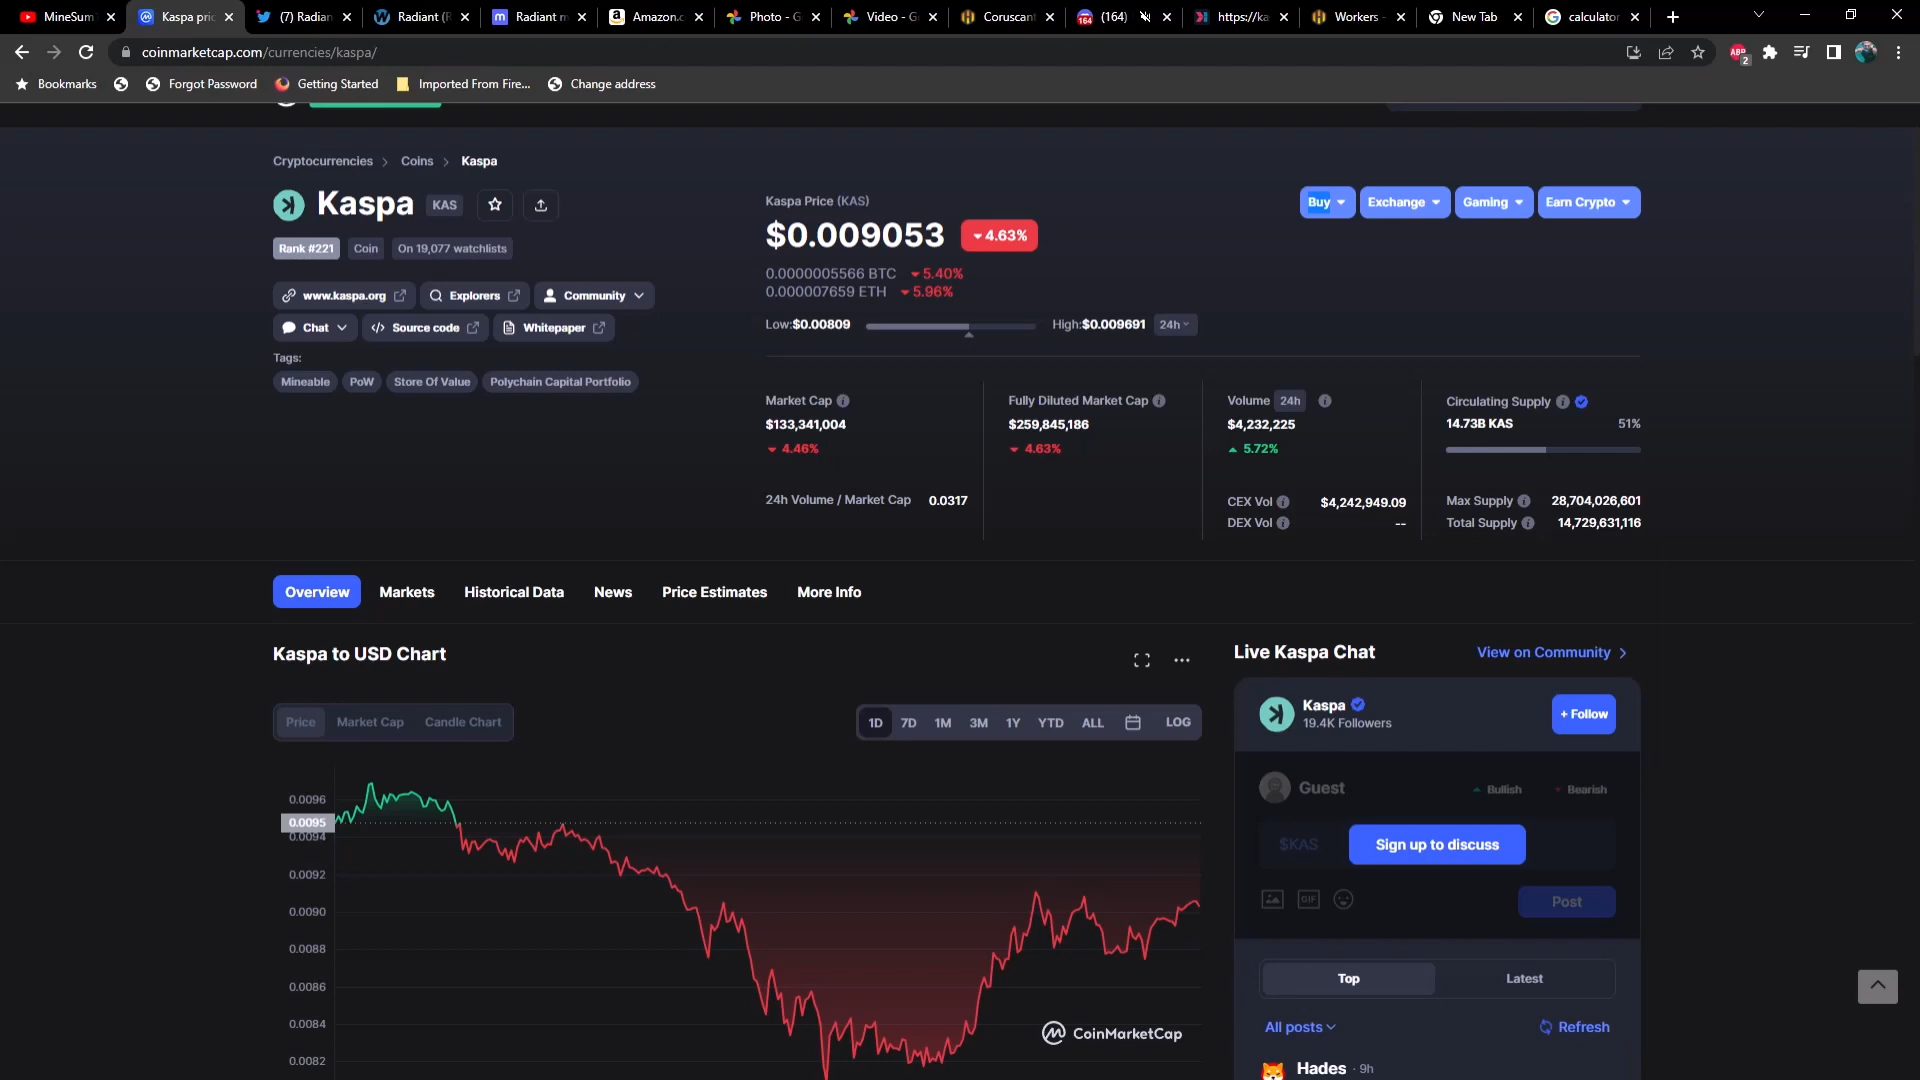 MineSum
Kaspa pric
(7) Radian
Radiant (R
Radiant m
Amazon.c
Photo - G
Video - G
Coruscan
164
(164)
https://ka
Workers -
New Tab
calculator
coinmarketcap.com/currencies/kaspa/
ABP
2
Bookmarks
Forgot Password
Getting Started
Imported From Fire...
Change address
Cryptocurrencies
Coins
Kaspa
Kaspa
KAS
Rank #221
Coin
On 19,077 watchlists
www.kaspa.org
Explorers
Community
Chat
Source code
Whitepaper
Tags:
Mineable
PoW
Store Of Value
Polychain Capital Portfolio
Kaspa Price (KAS)
$0.009053
4.63%
0.0000005566 BTC
5.40%
0.000007659 ETH
5.96%
Low:$0.00809
High:$0.009691
24h
Buy
Exchange
Gaming
Earn Crypto
Market Cap
$133,341,004
4.46%
24h Volume / Market Cap
0.0317
Fully Diluted Market Cap
$259,845,186
4.63%
Volume
24h
$4,232,225
5.72%
CEX Vol
$4,242,949.09
DEX Vol
--
Circulating Supply
14.73B KAS
51%
Max Supply
28,704,026,601
Total Supply
14,729,631,116
Overview
Markets
Historical Data
News
Price Estimates
More Info
Kaspa to USD Chart
Price
Market Cap
Candle Chart
1D
7D
1M
3M
1Y
YTD
ALL
LOG
0.0096
0.0095
0.0094
0.0092
0.0090
0.0088
0.0086
0.0084
0.0082
CoinMarketCap
Live Kaspa Chat
View on Community
Kaspa
19.4K Followers
+ Follow
Guest
Bullish
Bearish
$KAS
Sign up to discuss
GIF
Post
Top
Latest
All posts
Refresh
Hades · 9h